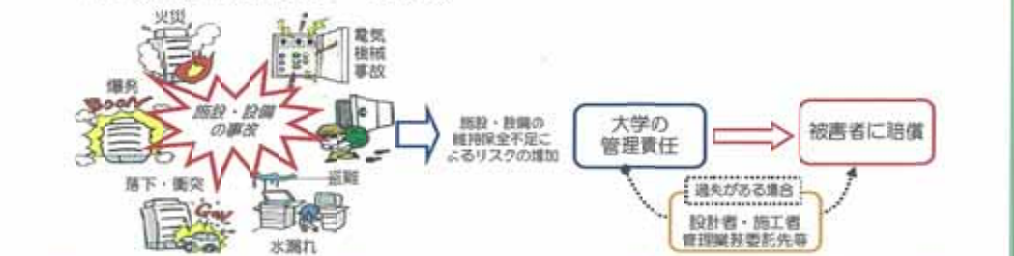 火災
電気
機械
事故
爆発
Boom
施設・設備
の事故
盗難
落下・衝突
水漏れ
施設・設備の
維持保全不足に
よるリスクの増加
大学の
管理責任
被害者に賠償
過失がある場合
設計者・施工者
管理業務委託先等